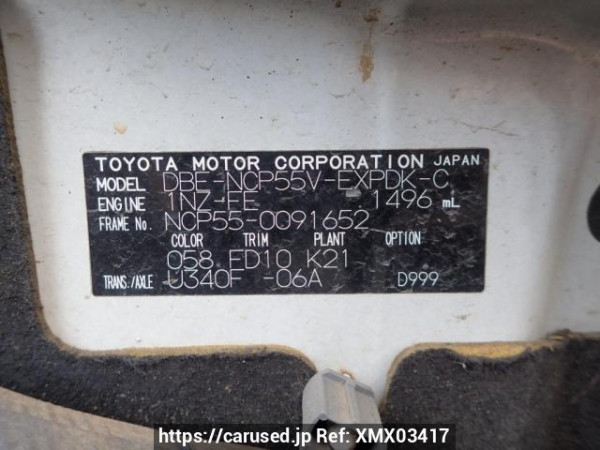 TOYOTA MOTOR CORPORATION JAPAN
MODEL DBE-NCP55V-EXPDK-C
ENGINE 1NZ-FE - 1496 mL
FRAME No. NCP55-0091652
COLOR TRIM PLANT OPTION
058 FD10 K21
TRANS./AXLE U340F -06A D999
https://carused.jp Ref: XMX03417